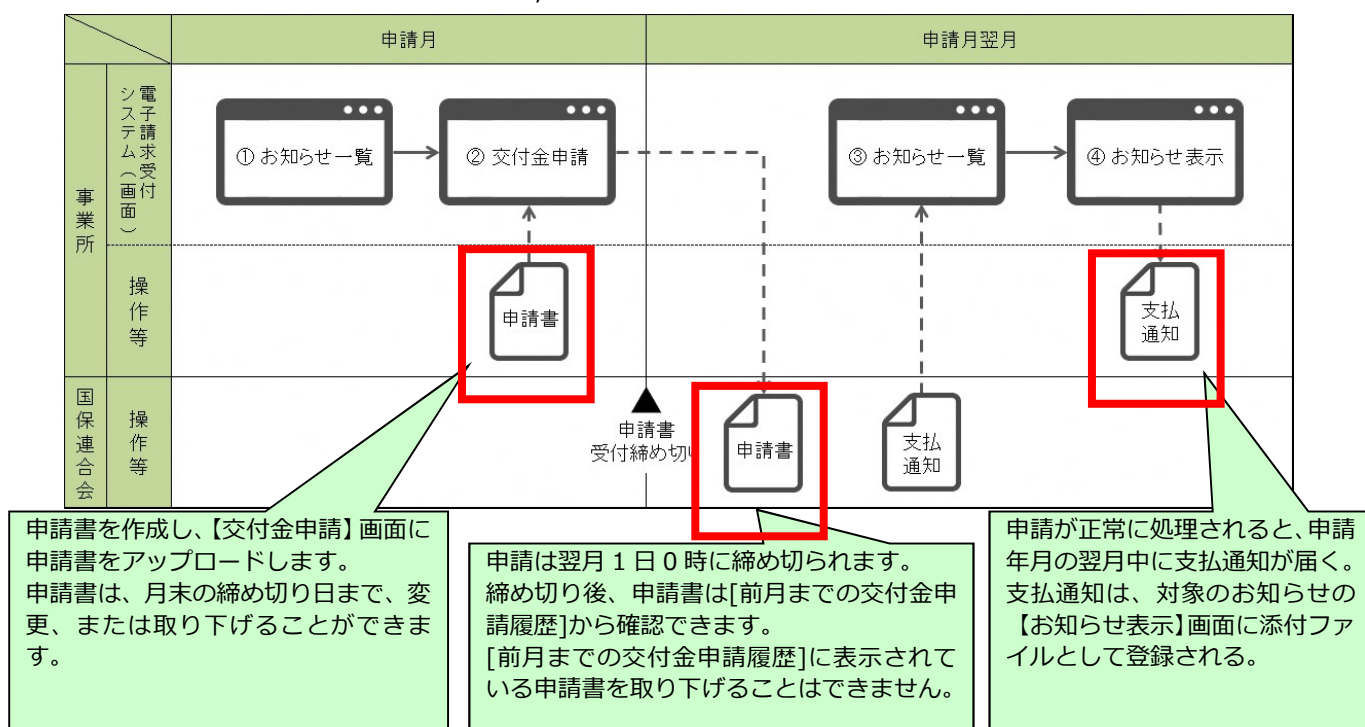 申請月
申請月翌月
事業所
電子請求受付
システム（画面）
① お知らせ一覧
② 交付金申請
③ お知らせ一覧
④ お知らせ表示
操作等
申請書
支払
通知
国保連合会
操作等
申請書
受付締め切り
申請書
支払
通知
申請書を作成し、【交付金申請】画面に
申請書をアップロードします。
申請書は、月末の締め切り日まで、変
更、または取り下げることができま
す。
申請は翌月１日０時に締め切られます。
締め切り後、申請書は[前月までの交付金申
請履歴]から確認できます。
[前月までの交付金申請履歴]に表示されて
いる申請書を取り下げることはできません。
申請が正常に処理されると、申請
年月の翌月中に支払通知が届く。
支払通知は、対象のお知らせの
【お知らせ表示】画面に添付ファ
イルとして登録される。